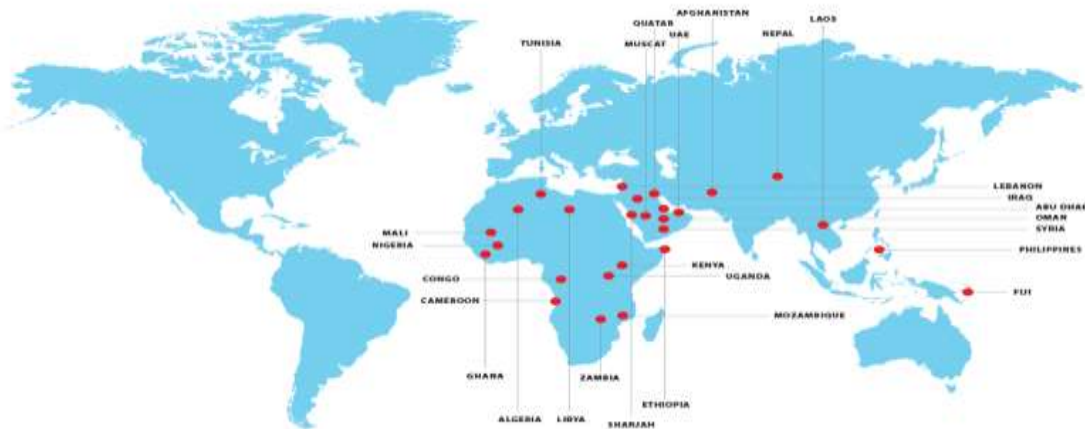 AFGHANISTAN
LAOS
QUATAR
UAE
TUNISIA
MUSCAT
NEPAL
LEBANON
IRAQ
ABU DHAB
OMAN
SYRIA
MALI
NIGERIA
PHILIPPINES
KENYA
CONGO
UGANDA
FIJI
CAMEROON
MOZAMBIQUE
GHANA
ZAMBIA
ETHIOPIA
ALGERIA
LIBYA
SHARJAH